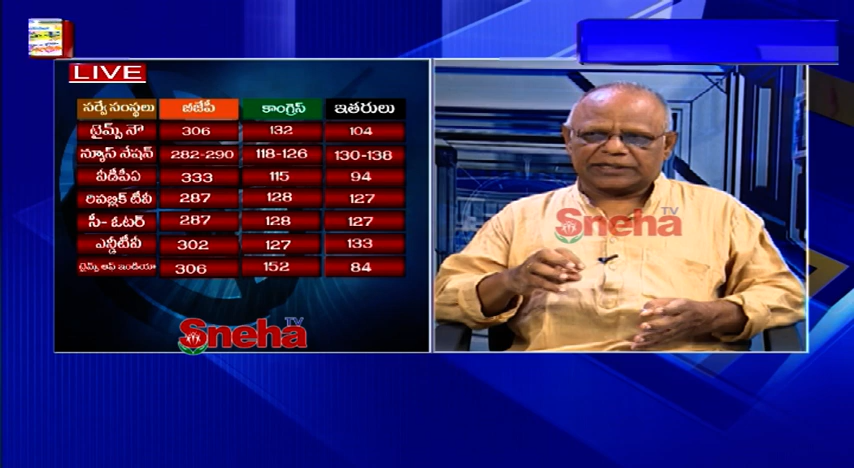 LIVE
సర్వే సంస్థలు బీజేపీ కాంగ్రెస్ ఇతరులు
టైమ్స్ నౌ 306 132 104
న్యూస్ నేషన్ 282-290 118-126 130-138
వీడీపీఏ 333 115 94
రిపబ్లిక్ టీవీ 287 128 127
సీ- ఓటర్ 287 128 127
ఎన్డీటీవీ 302 127 133
టైమ్స్ ఆఫ్ ఇండియా 306 152 84
Sneha TV
Sneha TV